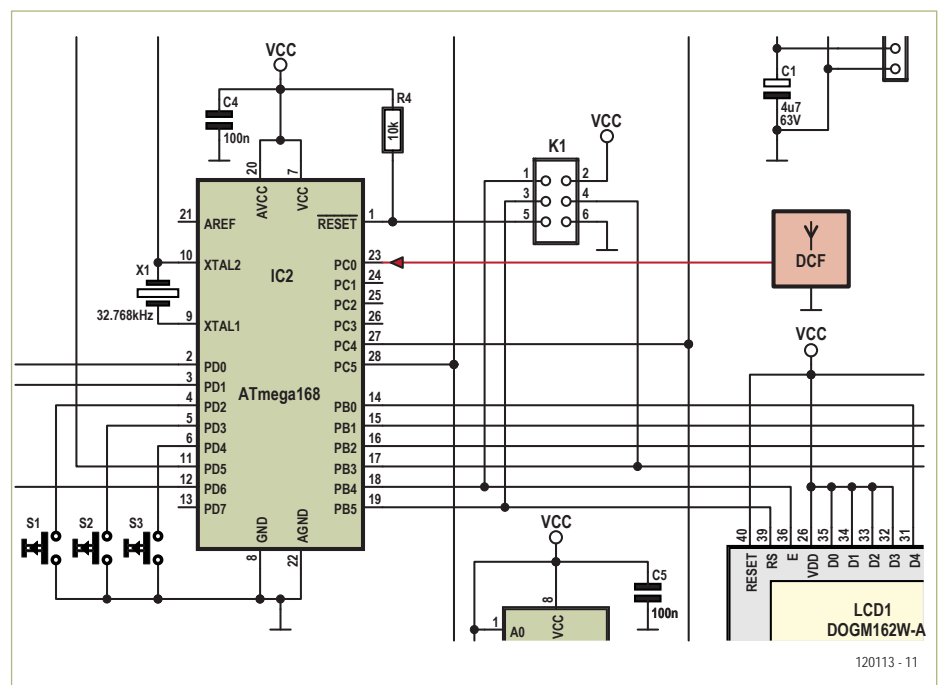 VCC
C4
100n
R4
10k
C1
4u7
63V
VCC
K1
1 2
3 4
5 6
20 7
AVCC VCC
21 AREF
RESET 1
10 XTAL2
X1
32.768kHz
9 XTAL1
IC2
ATmega168
PC0 23
PC1 24
PC2 25
PC3 26
PC4 27
PC5 28
DCF
2 PD0
3 PD1
4 PD2
5 PD3
6 PD4
11 PD5
12 PD6
13 PD7
PB0 14
PB1 15
PB2 16
PB3 17
PB4 18
PB5 19
GND AGND
8 22
S1 S2 S3
VCC
C5
100n
8
1 A0 VCC
VCC
40 39 36 26 35 34 33 32 31
RESET RS E VDD D0 D1 D2 D3 D4
LCD1
DOGM162W-A
120113 - 11